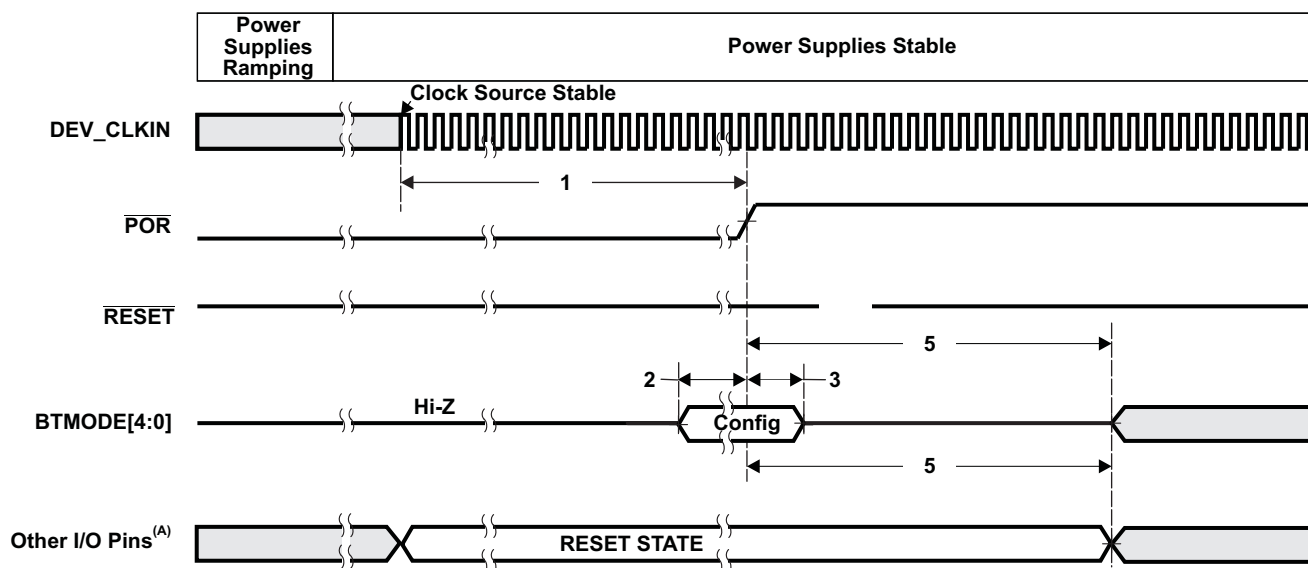 Power
Supplies
Ramping
Power Supplies Stable
Clock Source Stable
DEV_CLKIN
1
POR
RESET
5
2
3
Hi-Z
BTMODE[4:0]
Config
5
Other I/O Pins(A)
RESET STATE